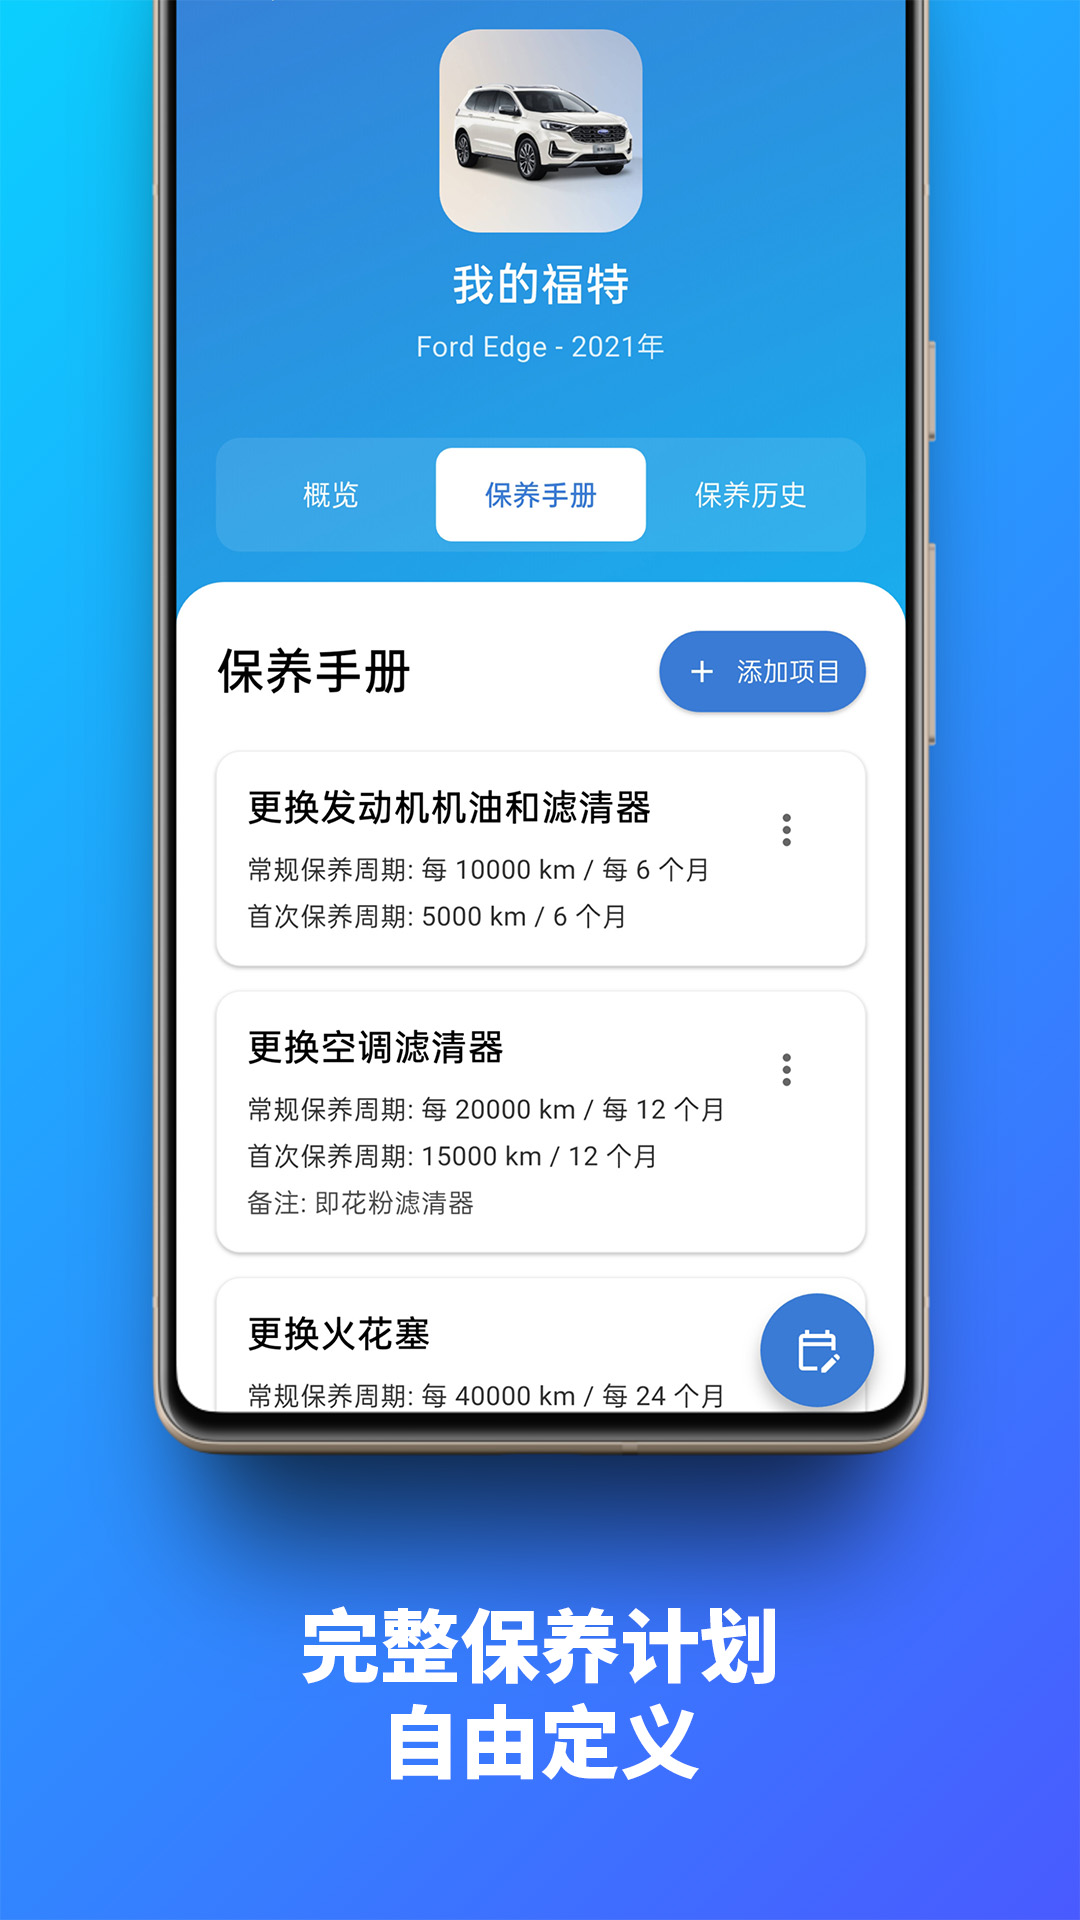 我的福特
Ford Edge - 2021年
概览
保养手册
保养历史
保养手册
+ 添加项目
更换发动机机油和滤清器
常规保养周期: 每 10000 km / 每 6 个月
首次保养周期: 5000 km / 6 个月
更换空调滤清器
常规保养周期: 每 20000 km / 每 12 个月
首次保养周期: 15000 km / 12 个月
备注: 即花粉滤清器
更换火花塞
常规保养周期: 每 40000 km / 每 24 个月
完整保养计划
自由定义